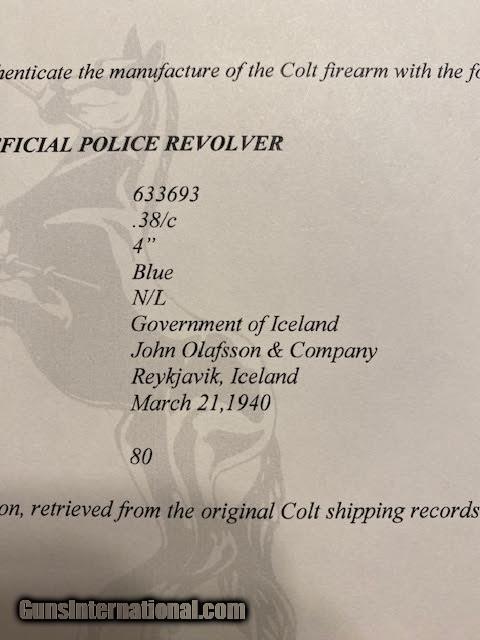 henticate the manufacture of the Colt firearm with the fo
FFICIAL POLICE REVOLVER
633693
.38/c
4"
Blue
N/L
Government of Iceland
John Olafsson & Company
Reykjavik, Iceland
March 21,1940
80
on, retrieved from the original Colt shipping records
GunsInternational.com